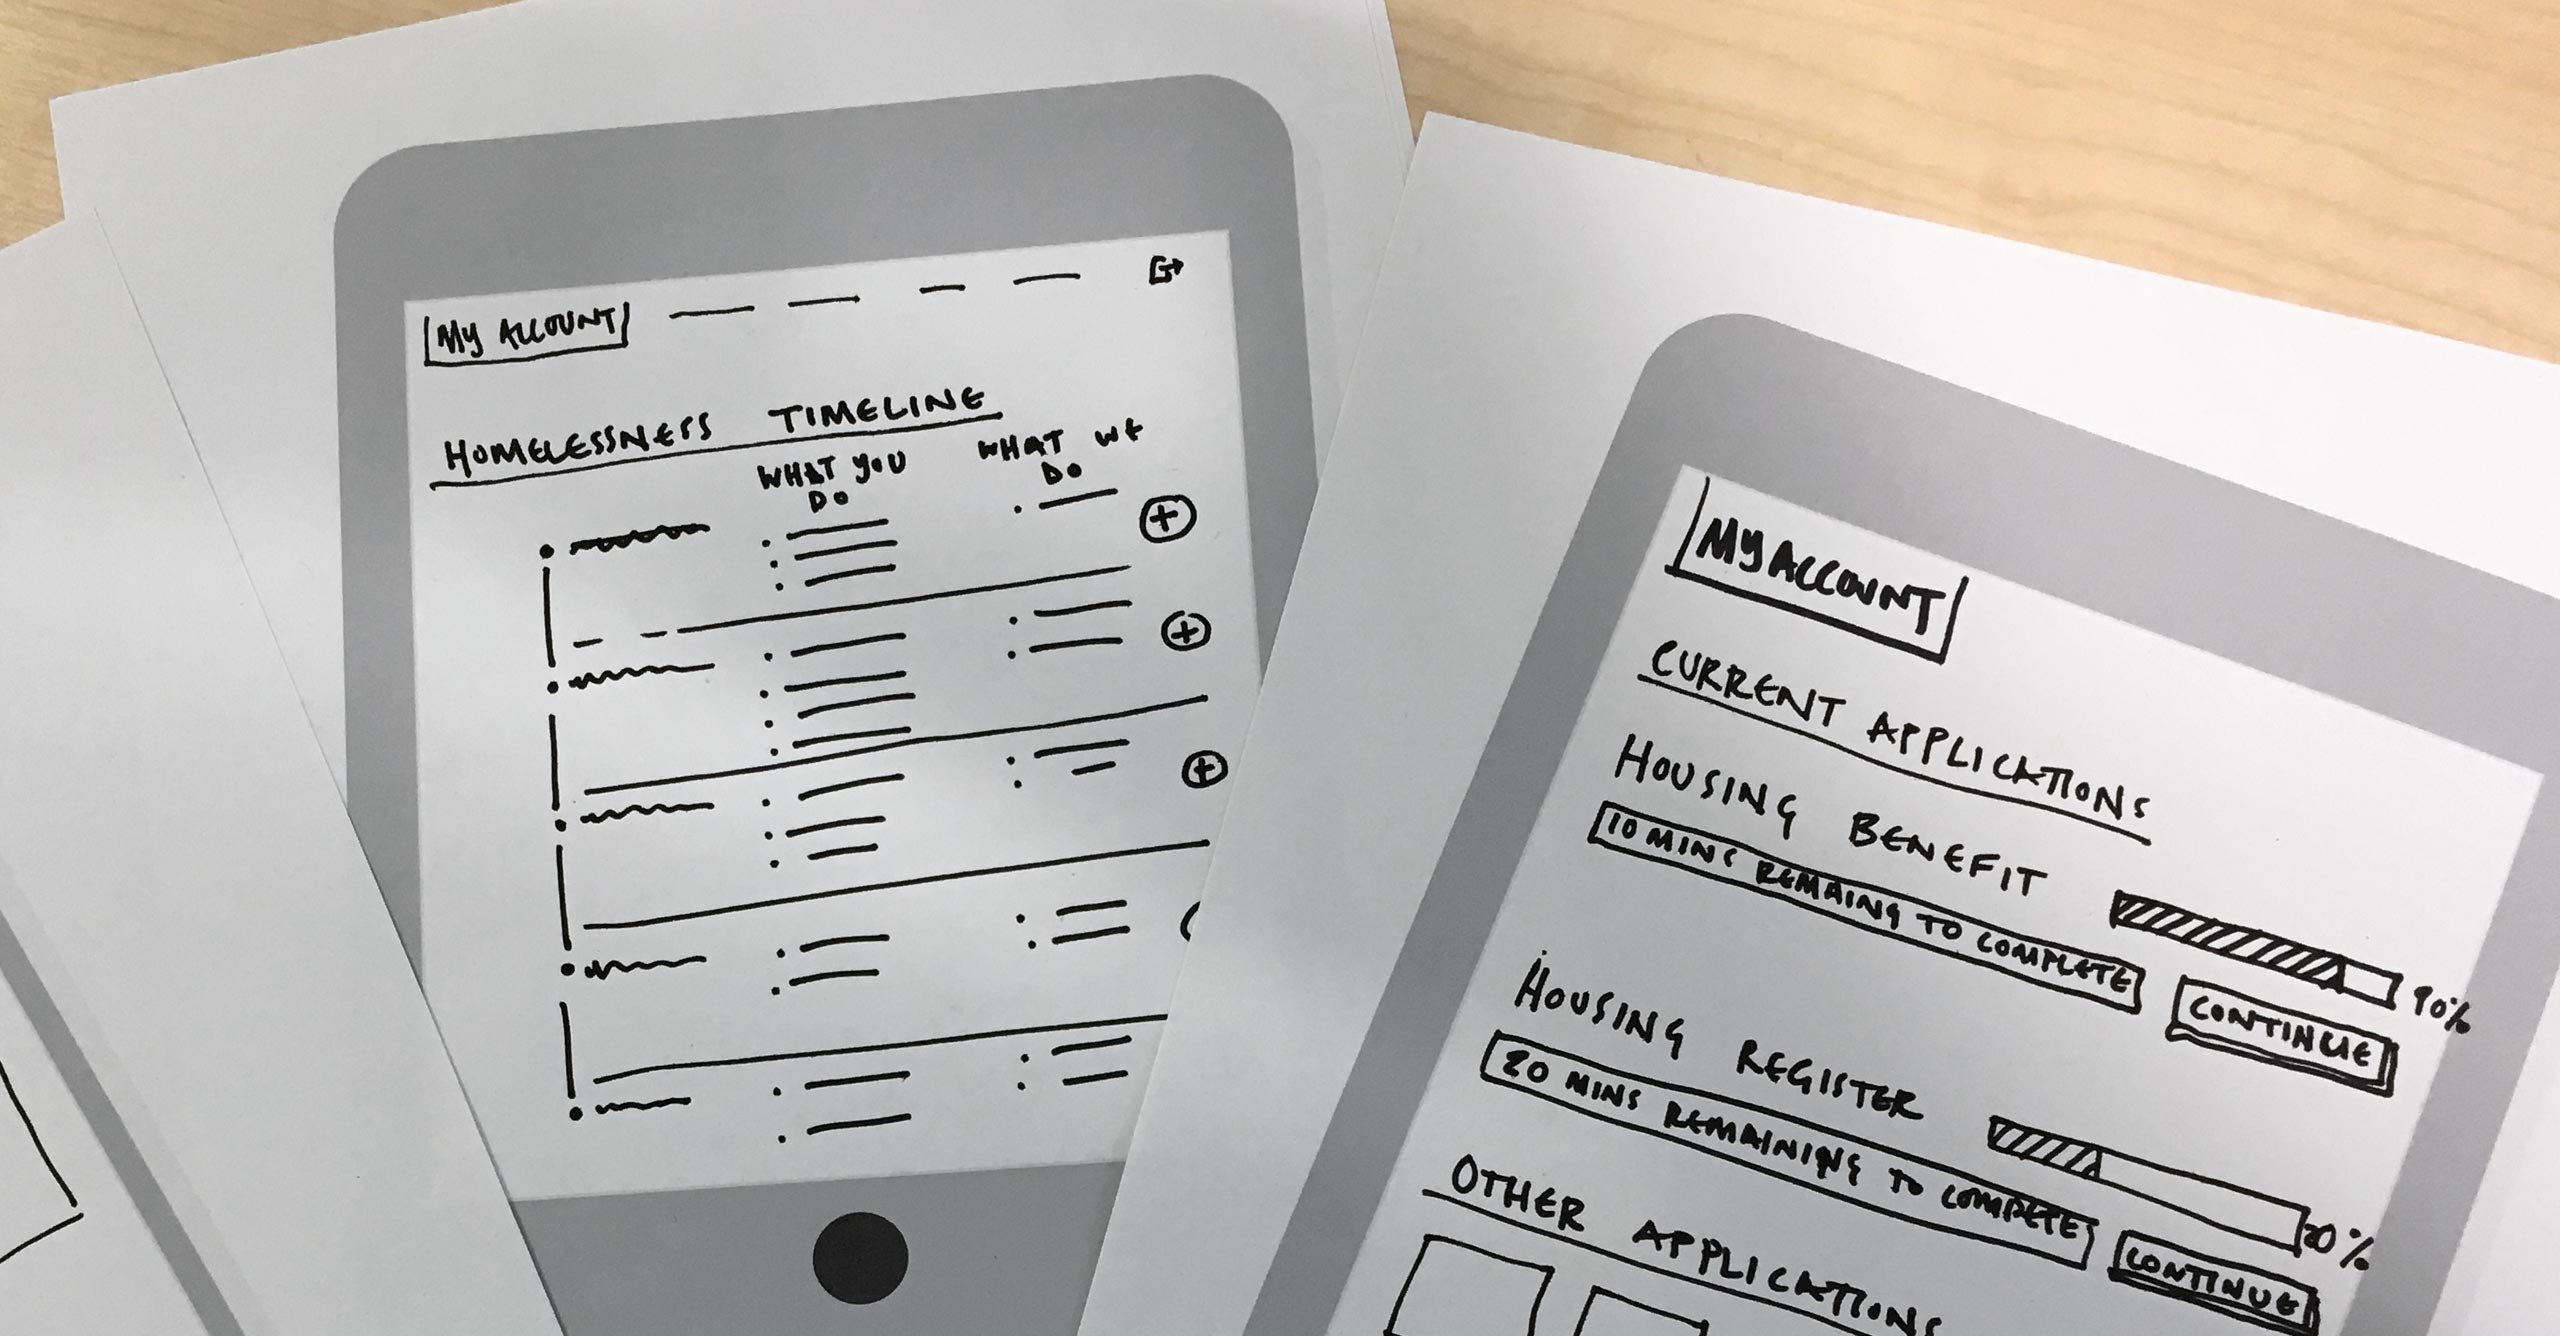 MY ACCOUNT
HOMELESSNESS TIMELINE
WHAT YOU DO
WHAT WE DO
MY ACCOUNT
CURRENT APPLICATIONS
HOUSING BENEFIT
90%
10 MINS REMAING TO COMPLETE
CONTINUE
HOUSING REGISTER
20%
20 MINS REMAINING TO COMPLETE
CONTINUE
OTHER APPLICATIONS